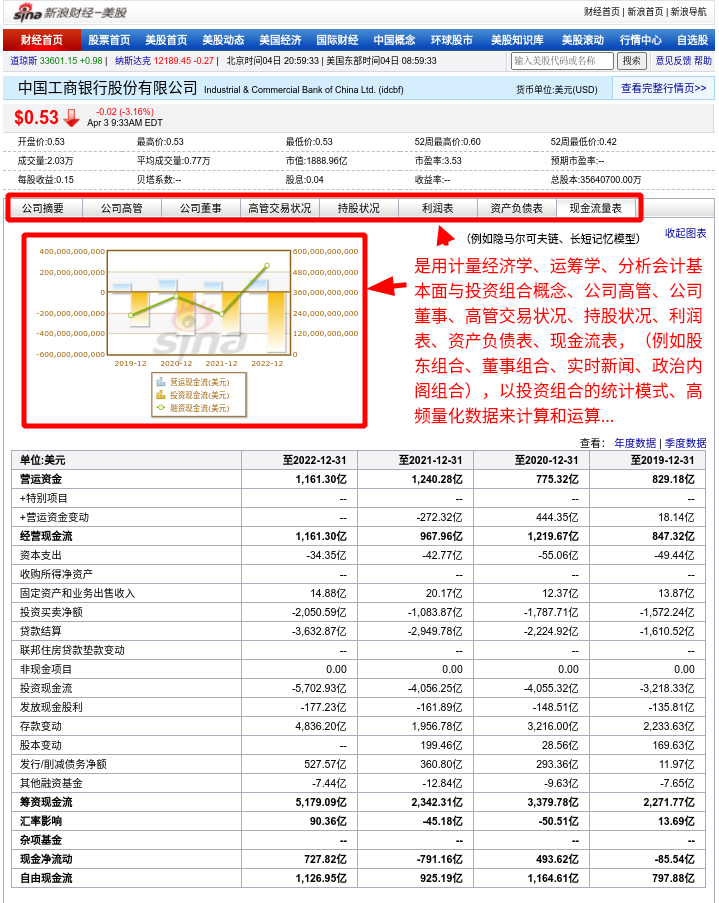 sina 新浪财经-美股
财经首页 | 新浪首页 | 新浪导航
财经首页 股票首页 美股首页 美股动态 美国经济 国际财经 中国概念 环球股市 美股知识库 美股滚动 行情中心 自选股
道琼斯 33601.15 +0.98 | 纳斯达克 12189.45 -0.27 | 北京时间04日 20:59:33 | 美国东部时间04日 08:59:33 输入美股代码或名称 搜索 意见反馈 帮助
中国工商银行股份有限公司 Industrial & Commercial Bank of China Ltd. (idcbf) 货币单位:美元(USD) 查看完整行情页>>
$0.53 -0.02 (-3.16%)
Apr 3 9:33AM EDT
开盘价:0.53 最高价:0.53 最低价:0.53 52周最高价:0.60 52周最低价:0.42
成交量:2.03万 平均成交量:0.77万 市值:1888.96亿 市盈率:3.53 预期市盈率:--
每股收益:0.15 贝塔系数:-- 股息:0.04 收益率:-- 总股本:35640700.00万
公司摘要 公司高管 公司董事 高管交易状况 持股状况 利润表 资产负债表 现金流量表
收起图表
(例如隐马尔可夫链、长短记忆模型)
400,000,000,000 600,000,000,000
200,000,000,000 480,000,000,000
0 360,000,000,000
-200,000,000,000 240,000,000,000
-400,000,000,000 120,000,000,000
-600,000,000,000 0
2019-12 2020-12 2021-12 2022-12
sina
营运现金流(美元)
投资现金流(美元)
融资现金流(美元)
是用计量经济学、运筹学、分析会计基
本面与投资组合概念、公司高管、公司
董事、高管交易状况、持股状况、利润
表、资产负债表、现金流表，（例如股
东组合、董事组合、实时新闻、政治内
阁组合），以投资组合的统计模式、高
频量化数据来计算和运算...
查看： 年度数据 | 季度数据
单位:美元 至2022-12-31 至2021-12-31 至2020-12-31 至2019-12-31
营运资金 1,161.30亿 1,240.28亿 775.32亿 829.18亿
+特别项目 -- -- -- --
+营运资金变动 -- -272.32亿 444.35亿 18.14亿
经营现金流 1,161.30亿 967.96亿 1,219.67亿 847.32亿
资本支出 -34.35亿 -42.77亿 -55.06亿 -49.44亿
收购所得净资产 -- -- -- --
固定资产和业务出售收入 14.88亿 20.17亿 12.37亿 13.87亿
投资买卖净额 -2,050.59亿 -1,083.87亿 -1,787.71亿 -1,572.24亿
贷款结算 -3,632.87亿 -2,949.78亿 -2,224.92亿 -1,610.52亿
联邦住房贷款垫款变动 -- -- -- --
非现金项目 0.00 0.00 0.00 0.00
投资现金流 -5,702.93亿 -4,056.25亿 -4,055.32亿 -3,218.33亿
发放现金股利 -177.23亿 -161.89亿 -148.51亿 -135.81亿
存款变动 4,836.20亿 1,956.78亿 3,216.00亿 2,233.63亿
股本变动 -- 199.46亿 28.56亿 169.63亿
发行/削减债务净额 527.57亿 360.80亿 293.36亿 11.97亿
其他融资基金 -7.44亿 -12.84亿 -9.63亿 -7.65亿
筹资现金流 5,179.09亿 2,342.31亿 3,379.78亿 2,271.77亿
汇率影响 90.36亿 -45.18亿 -50.51亿 13.69亿
杂项基金 -- -- -- --
现金净流动 727.82亿 -791.16亿 493.62亿 -85.54亿
自由现金流 1,126.95亿 925.19亿 1,164.61亿 797.88亿